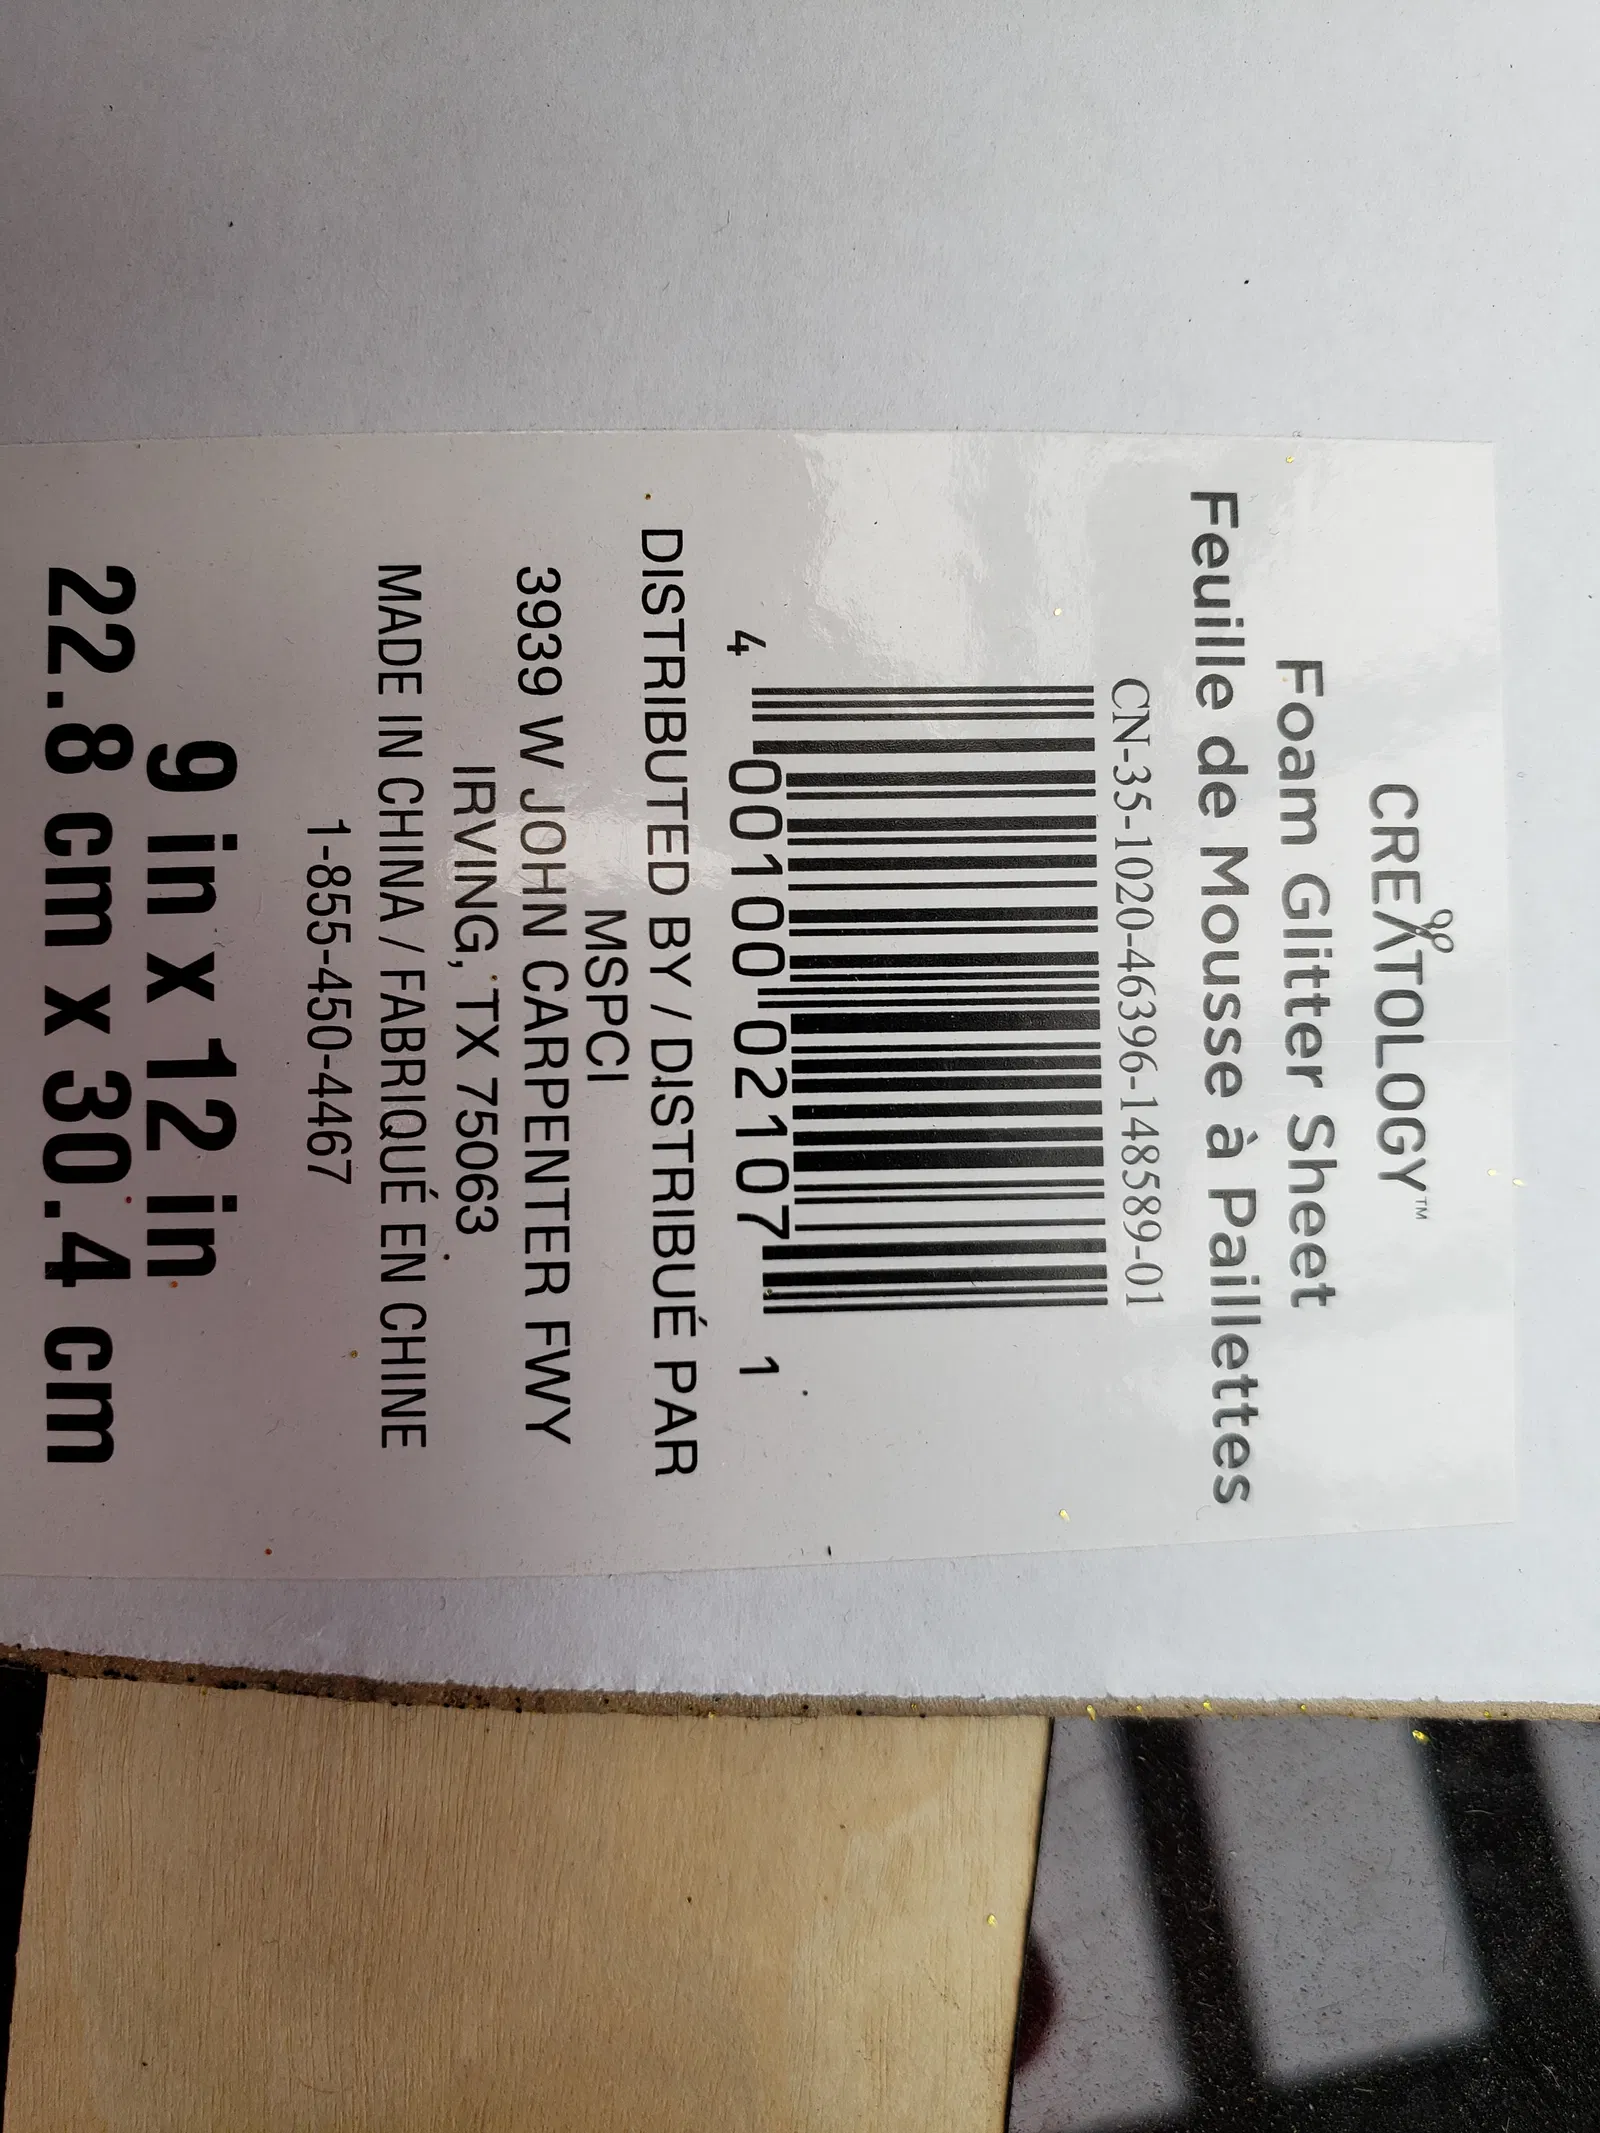 CREATOLOGY™
Foam Glitter Sheet
Feuille de Mousse à Paillettes
CN-35-1020-46396-148589-01
4 00100 02107 1
DISTRIBUTED BY / DISTRIBUÉ PAR
MSPCI
3939 W JOHN CARPENTER FWY
IRVING, TX 75063
MADE IN CHINA / FABRIQUÉ EN CHINE
1-855-450-4467
9 in x 12 in
22.8 cm x 30.4 cm